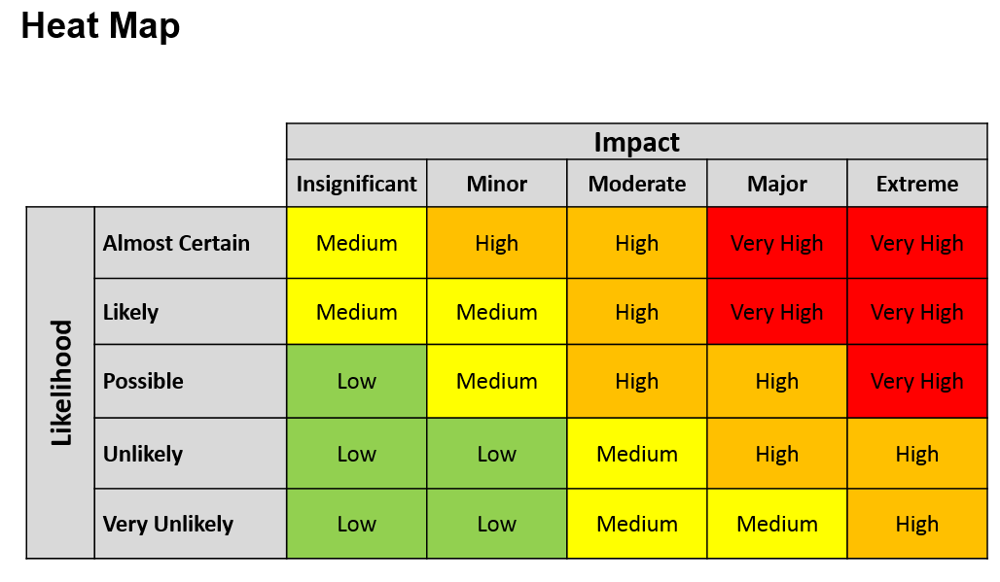 Heat Map
Impact
Insignificant Minor Moderate Major Extreme
Likelihood
Almost Certain Medium High High Very High Very High
Likely Medium Medium High Very High Very High
Possible Low Medium High High Very High
Unlikely Low Low Medium High High
Very Unlikely Low Low Medium Medium High